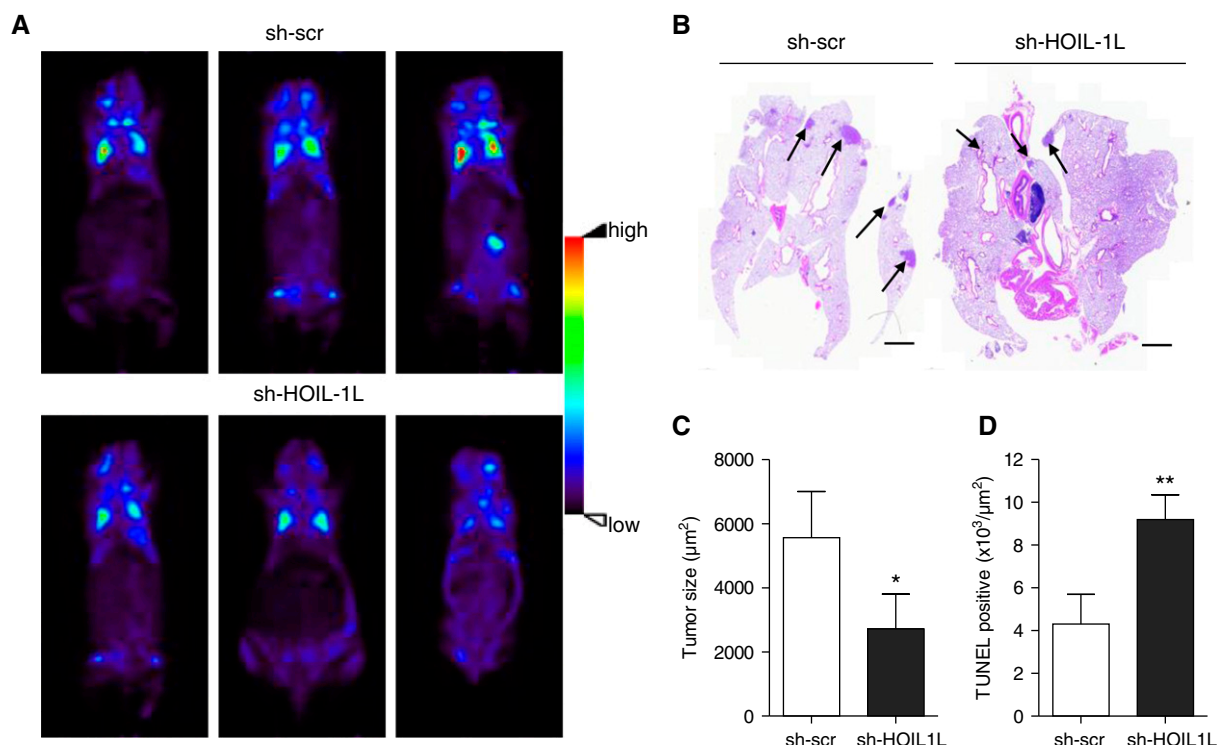 A
sh-scr
high
low
sh-HOIL-1L
B
sh-scr
sh-HOIL-1L
C
8000
6000
4000
2000
0
Tumor size (µm²)
*
sh-scr
sh-HOIL1L
D
12
10
8
6
4
2
0
TUNEL positive (x10³/µm²)
**
sh-scr
sh-HOIL1L